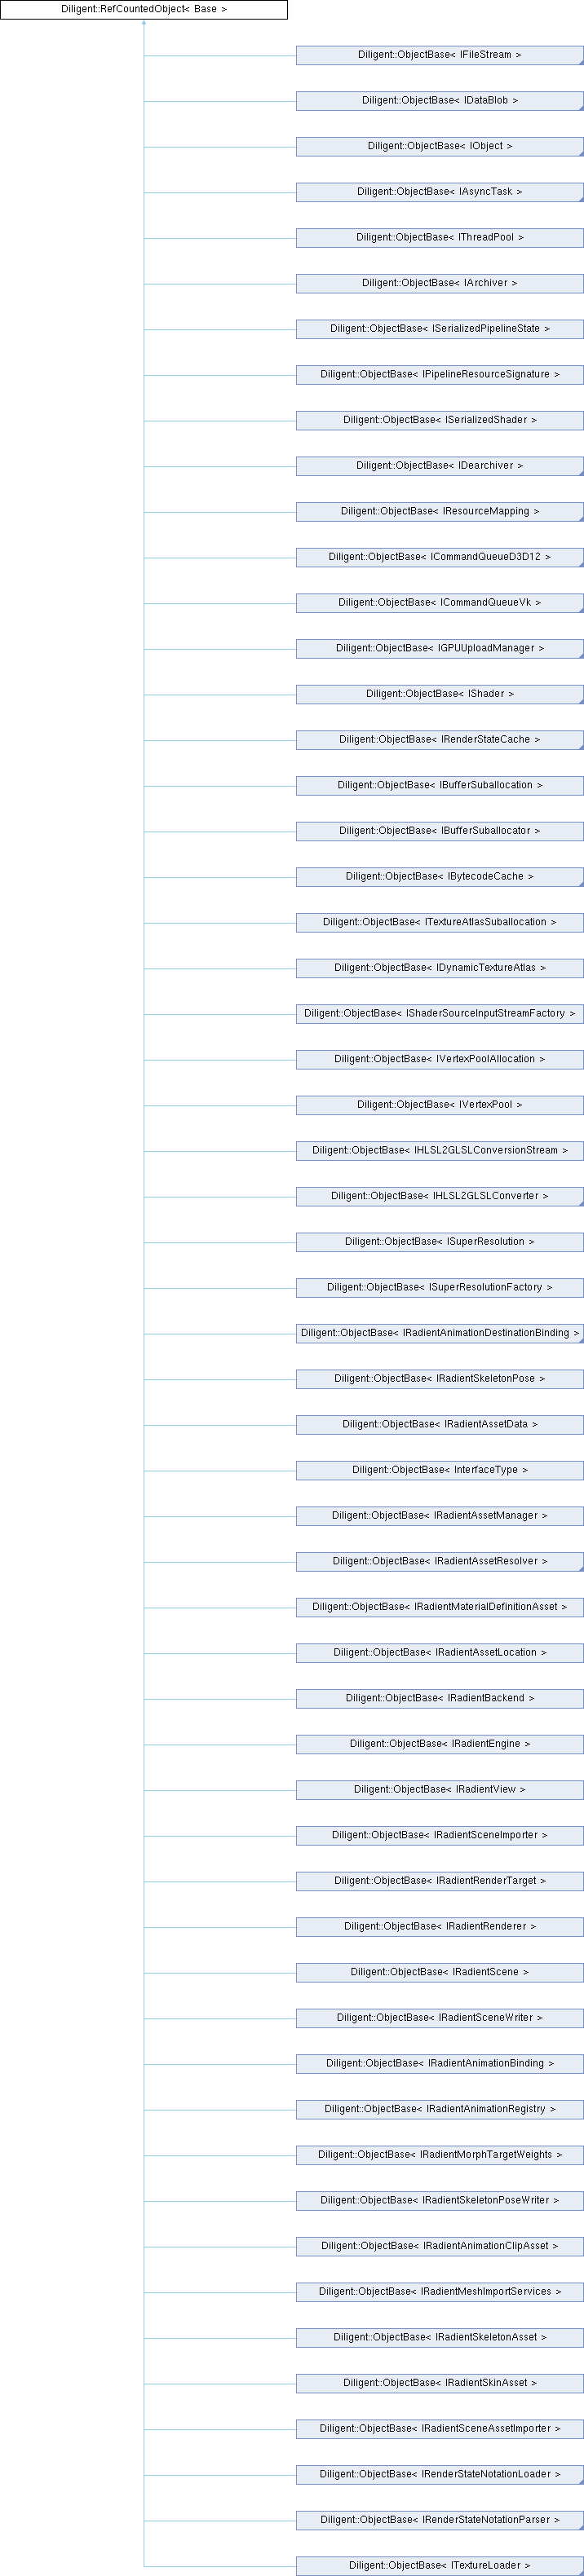 Diligent::RefCountedObject< Base >
Diligent::ObjectBase< IFileStream >
Diligent::ObjectBase< IDataBlob >
Diligent::ObjectBase< IObject >
Diligent::ObjectBase< IAsyncTask >
Diligent::ObjectBase< IThreadPool >
Diligent::ObjectBase< IArchiver >
Diligent::ObjectBase< ISerializedPipelineState >
Diligent::ObjectBase< IPipelineResourceSignature >
Diligent::ObjectBase< ISerializedShader >
Diligent::ObjectBase< IDearchiver >
Diligent::ObjectBase< IResourceMapping >
Diligent::ObjectBase< ICommandQueueD3D12 >
Diligent::ObjectBase< ICommandQueueVk >
Diligent::ObjectBase< IGPUUploadManager >
Diligent::ObjectBase< IShader >
Diligent::ObjectBase< IRenderStateCache >
Diligent::ObjectBase< IBufferSuballocation >
Diligent::ObjectBase< IBufferSuballocator >
Diligent::ObjectBase< IBytecodeCache >
Diligent::ObjectBase< ITextureAtlasSuballocation >
Diligent::ObjectBase< IDynamicTextureAtlas >
Diligent::ObjectBase< IShaderSourceInputStreamFactory >
Diligent::ObjectBase< IVertexPoolAllocation >
Diligent::ObjectBase< IVertexPool >
Diligent::ObjectBase< IHLSL2GLSLConversionStream >
Diligent::ObjectBase< IHLSL2GLSLConverter >
Diligent::ObjectBase< ISuperResolution >
Diligent::ObjectBase< ISuperResolutionFactory >
Diligent::ObjectBase< IRadientAnimationDestinationBinding >
Diligent::ObjectBase< IRadientSkeletonPose >
Diligent::ObjectBase< IRadientAssetData >
Diligent::ObjectBase< InterfaceType >
Diligent::ObjectBase< IRadientAssetManager >
Diligent::ObjectBase< IRadientAssetResolver >
Diligent::ObjectBase< IRadientMaterialDefinitionAsset >
Diligent::ObjectBase< IRadientAssetLocation >
Diligent::ObjectBase< IRadientBackend >
Diligent::ObjectBase< IRadientEngine >
Diligent::ObjectBase< IRadientView >
Diligent::ObjectBase< IRadientSceneImporter >
Diligent::ObjectBase< IRadientRenderTarget >
Diligent::ObjectBase< IRadientRenderer >
Diligent::ObjectBase< IRadientScene >
Diligent::ObjectBase< IRadientSceneWriter >
Diligent::ObjectBase< IRadientAnimationBinding >
Diligent::ObjectBase< IRadientAnimationRegistry >
Diligent::ObjectBase< IRadientMorphTargetWeights >
Diligent::ObjectBase< IRadientSkeletonPoseWriter >
Diligent::ObjectBase< IRadientAnimationClipAsset >
Diligent::ObjectBase< IRadientMeshImportServices >
Diligent::ObjectBase< IRadientSkeletonAsset >
Diligent::ObjectBase< IRadientSkinAsset >
Diligent::ObjectBase< IRadientSceneAssetImporter >
Diligent::ObjectBase< IRenderStateNotationLoader >
Diligent::ObjectBase< IRenderStateNotationParser >
Diligent::ObjectBase< ITextureLoader >